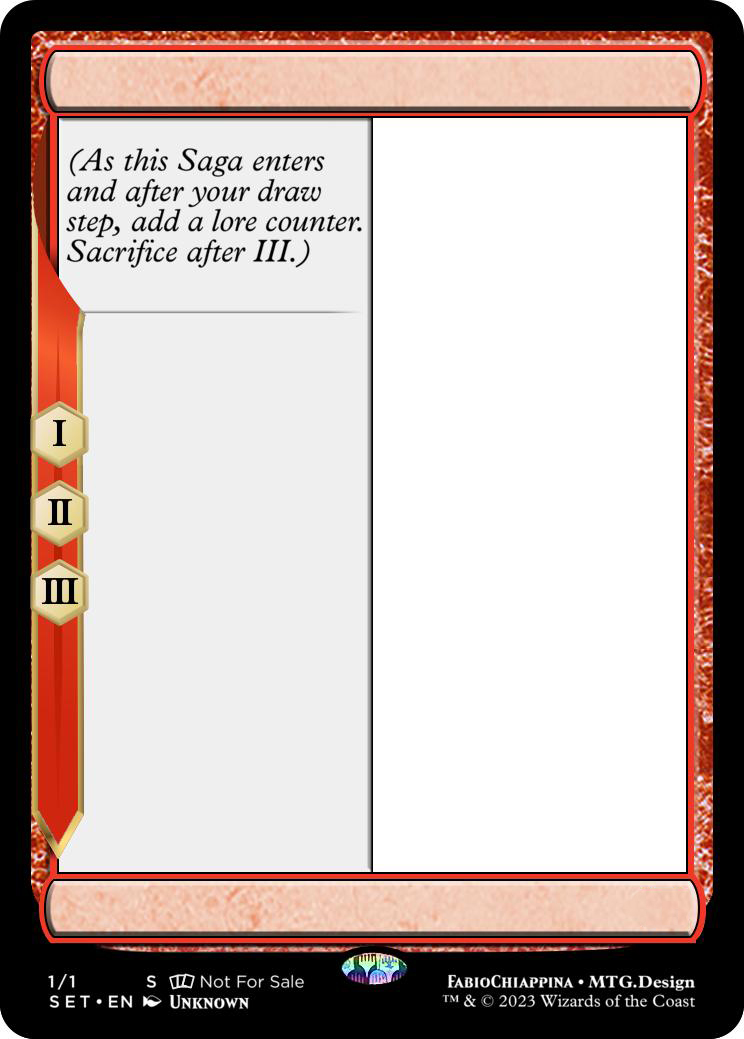 (As this Saga enters
and after your draw
step, add a lore counter.
Sacrifice after III.)
I
II
III
1/1 S Not For Sale
SET • EN Unknown
FabioChiappina • MTG.Design
™ & © 2023 Wizards of the Coast